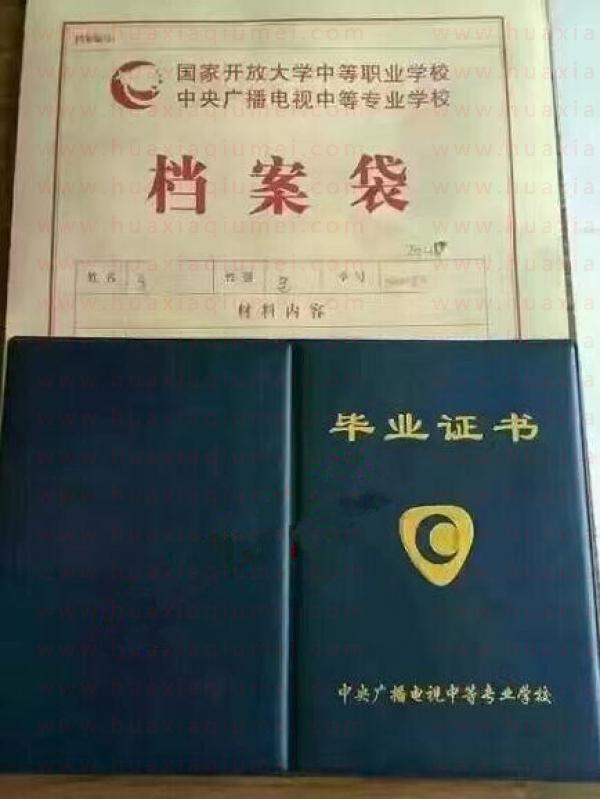 国家开放大学中等职业学校
中央广播电视中等专业学校
档案袋
姓名 性别 学号
材料内容
毕业证书
中央广播电视中等专业学校
www.huaxiaqiumei.com